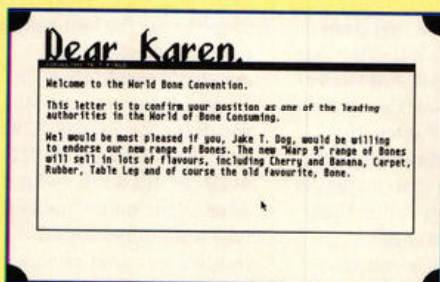 Dear Karen.
Welcome to the World Bone Convention.
This letter is to confirm your position as one of the leading
authorities in the World of Bone Consuming.
Wel would be most pleased if you, Jake T. Dog, would be willing
to endorse our new range of Bones. The new "Warp 9" range of Bones
will sell in lots of flavours, including Cherry and Banana, Carpet,
Rubber, Table Leg and of course the old favourite, Bone.